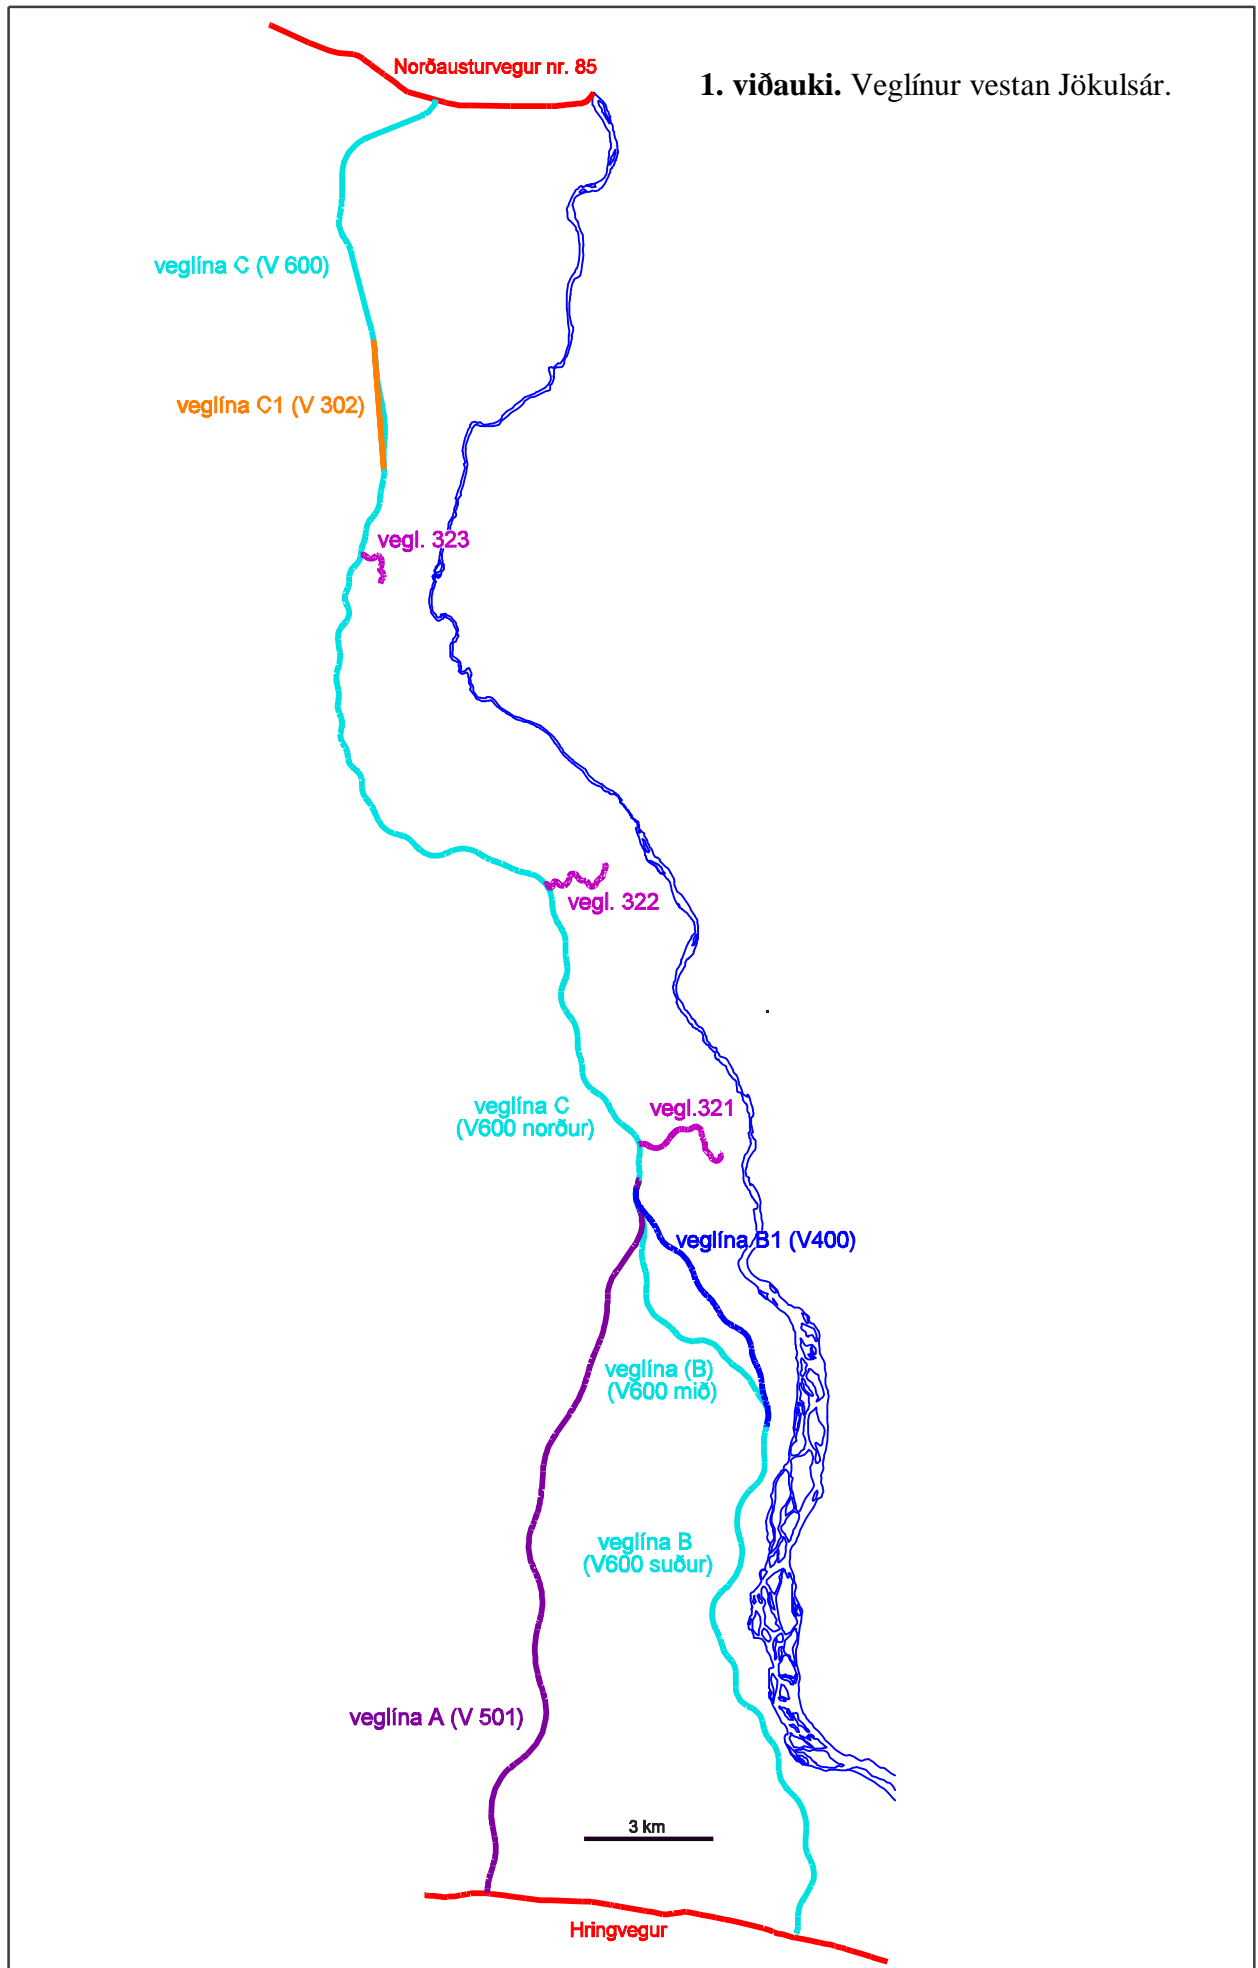 Norðausturvegur nr. 85
1. viðauki. Veglínur vestan Jökulsár.
veglína C (V 600)
veglína C1 (V 302)
vegl. 323
vegl. 322
veglína C
(V600 norður)
vegl.321
veglína B1 (V400)
veglína (B)
(V600 mið)
veglína B
(V600 suður)
veglína A (V 501)
3 km
Hringvegur